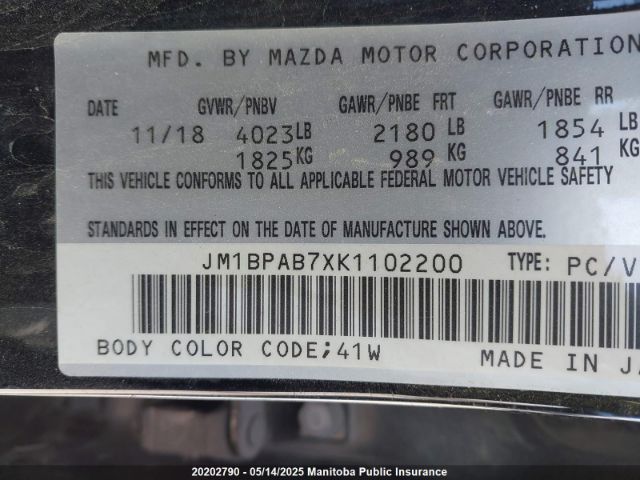 MFD. BY MAZDA MOTOR CORPORATION
DATE GVWR/PNBV GAWR/PNBE FRT GAWR/PNBE RR
11/18 4023LB 2180 LB 1854 LB
1825KG 989 KG 841 KG
THIS VEHICLE CONFORMS TO ALL APPLICABLE FEDERAL MOTOR VEHICLE SAFETY
STANDARDS IN EFFECT ON THE DATE OF MANUFACTURE SHOWN ABOVE.
JM1BPAB7XK1102200 TYPE: PC/V
BODY COLOR CODE;41W MADE IN JA
20202790 - 05/14/2025 Manitoba Public Insurance